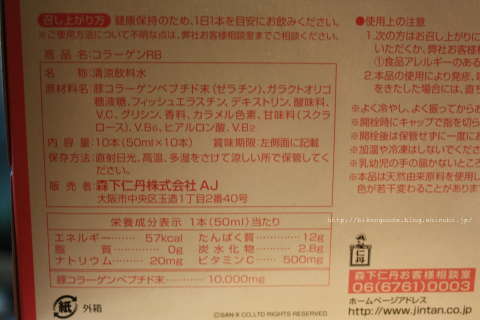 召し上がり方 健康保持のため、1日1本を目安にお飲みください。
※ご使用方法について不明な点は、弊社お客様相談室までご相談ください。
商品名:コラーゲンRB
名称:清涼飲料水
原材料名:豚コラーゲンペプチド末(ゼラチン)、ガラクトオリゴ
糖液糖、フィッシュエラスチン、デキストリン、酸味料、
V.C、グリシン、香料、カラメル色素、甘味料(スクラ
ロース)、V.B6、ヒアルロン酸、V.B2
内容量:10本(50ml×10本) 賞味期限:左側面に記載
保存方法:直射日光、高温、多湿をさけて涼しい所で保管してく
ださい。
販売者:森下仁丹株式会社 AJ
大阪市中央区玉造1丁目2番40号
栄養成分表示 1本(50ml)当たり
エネルギー 57kcal たんぱく質 12g
脂質 0g 炭水化物 2.8g
ナトリウム 20mg ビタミンC 500mg
豚コラーゲンペプチド末 10,000mg
紙 外箱
©SAN-X CO.,LTD RIGHTS RESERVED
●使用上の注意
1.次の方はお召し上がりに
いただくか、弊社お客様
①食品アレルギーのある
2.本品の使用により発疹、
をきたした場合には、直ち
※よく冷やし、よく振ってからお
※開栓時にキャップで指を切ら
※開栓後は保管せずに一度にお
※加温や冷凍はしないでくださ
※乳幼児の手の届かないところ
※本品は天然由来原料を使用し
色が若干変わることがあります
http://bikengoods.blog.shinobi.jp/
仁丹
森下仁丹お客様相談室
06(6761)0003
ホームページアドレス
http://www.jintan.co.jp